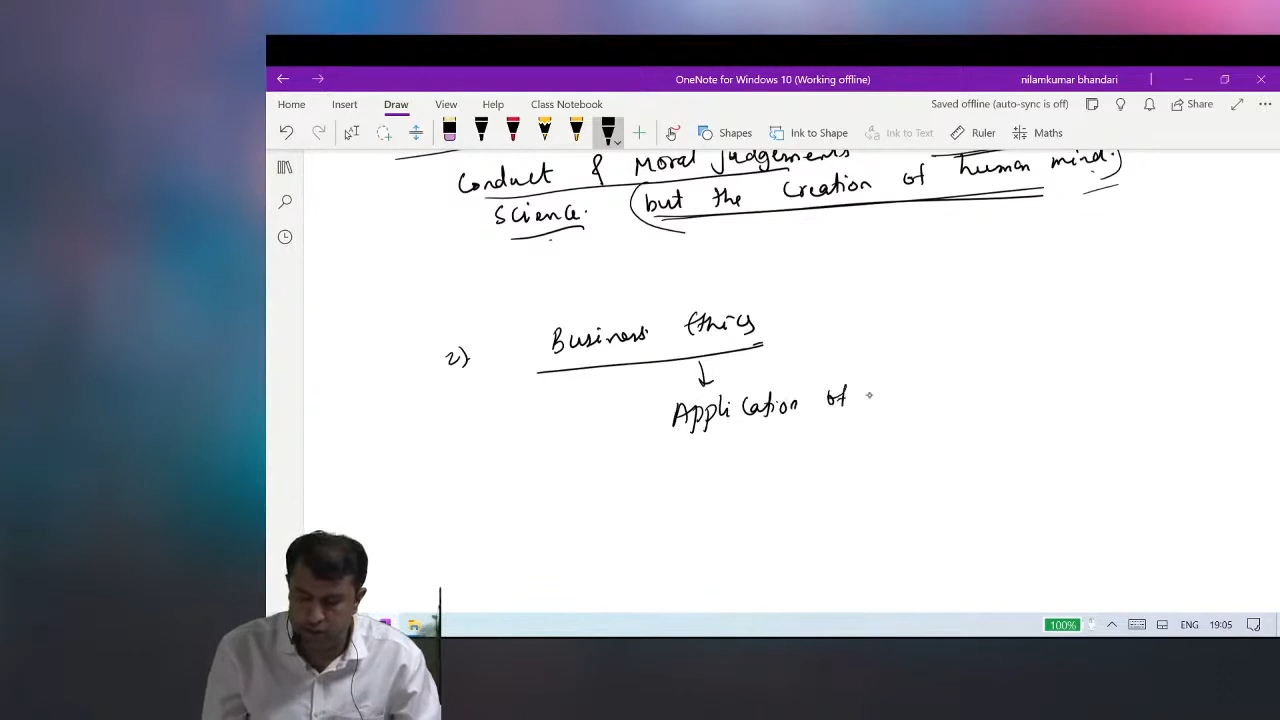 OneNote for Windows 10 (Working offline)
nilamkumar bhandari
Home Insert Draw View Help Class Notebook
Saved offline (auto-sync is off)
Share
Shapes
Ink to Shape
Ink to Text
Ruler
Maths
Conduct & Moral Judgements
science. (but the Creation of human mind.)
2) Business Ethics
Application of
100% ENG 19:05